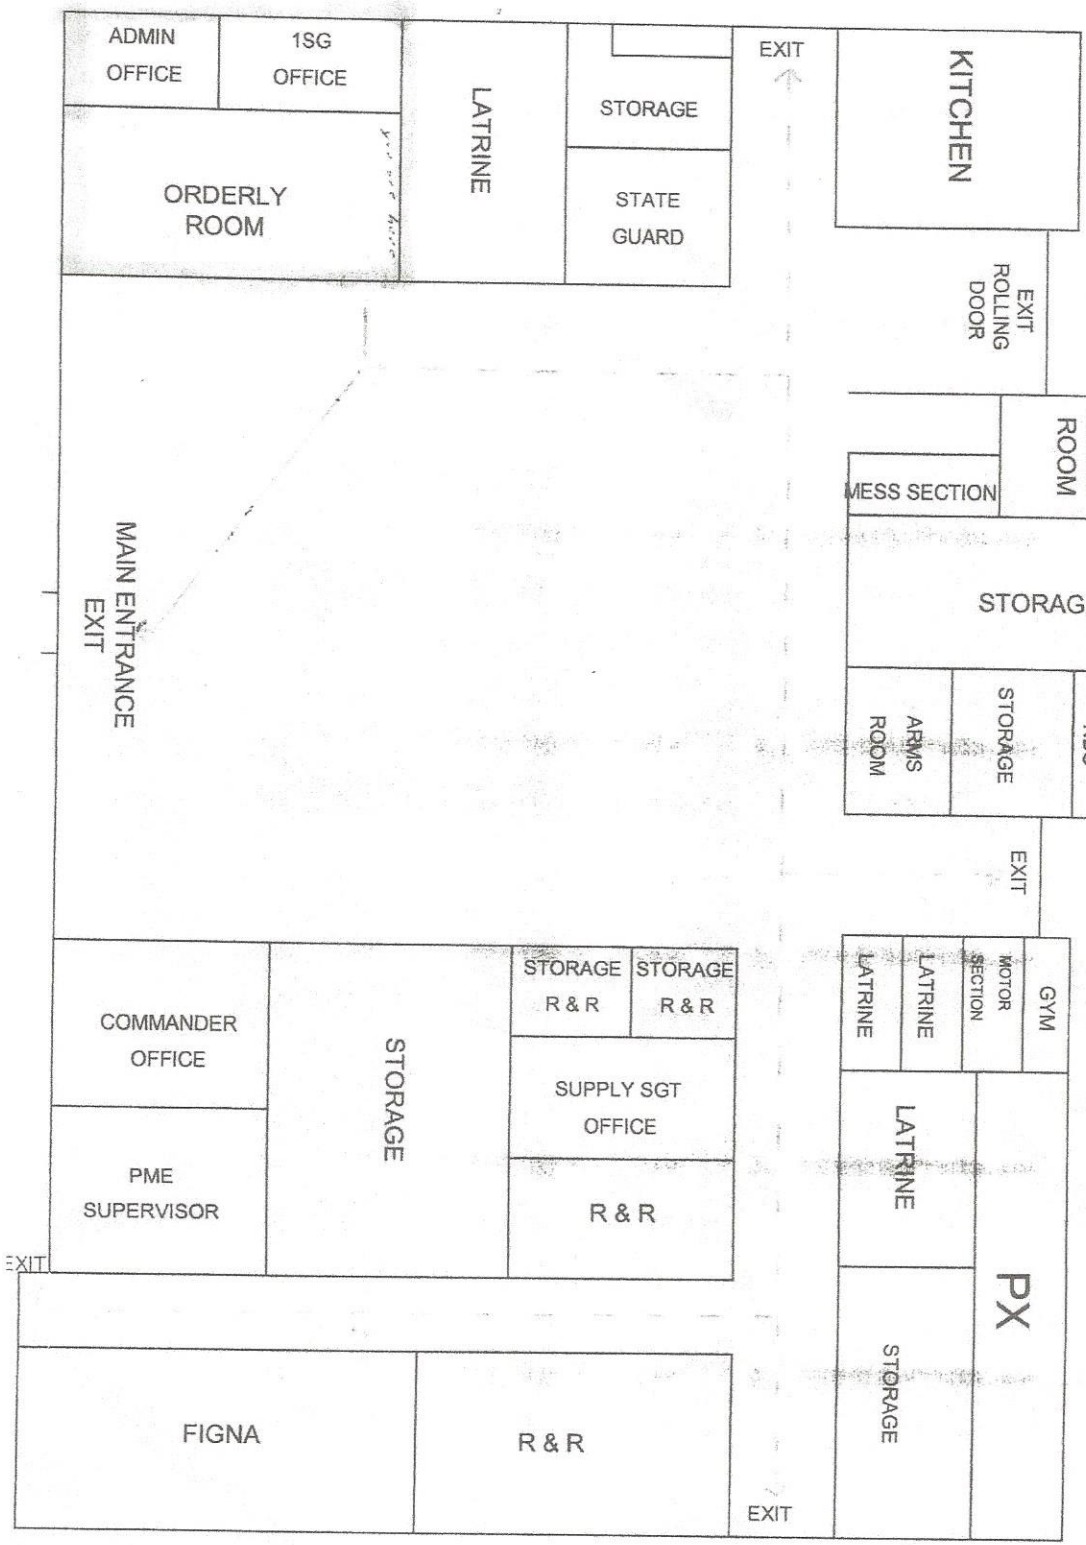 ADMIN
OFFICE
1SG
OFFICE
ORDERLY
ROOM
LATRINE
STORAGE
STATE
GUARD
EXIT
KITCHEN
EXIT
ROLLING
DOOR
ROOM
MESS SECTION
STORAG
ARMS
ROOM
STORAGE
EXIT
MAIN ENTRANCE
EXIT
COMMANDER
OFFICE
PME
SUPERVISOR
STORAGE
STORAGE
R & R
STORAGE
R & R
SUPPLY SGT
OFFICE
R & R
LATRINE
LATRINE
MOTOR
SECTION
GYM
LATRINE
PX
STORAGE
EXIT
FIGNA
R & R
EXIT